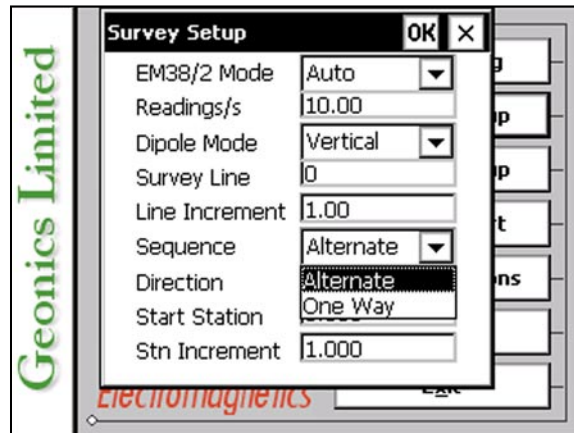 Geonics Limited
Survey Setup OK ×
EM38/2 Mode Auto
Readings/s 10.00
Dipole Mode Vertical
Survey Line 0
Line Increment 1.00
Sequence Alternate
Direction Alternate
One Way
Start Station
Stn Increment 1.000
Electromagnetics
Exit